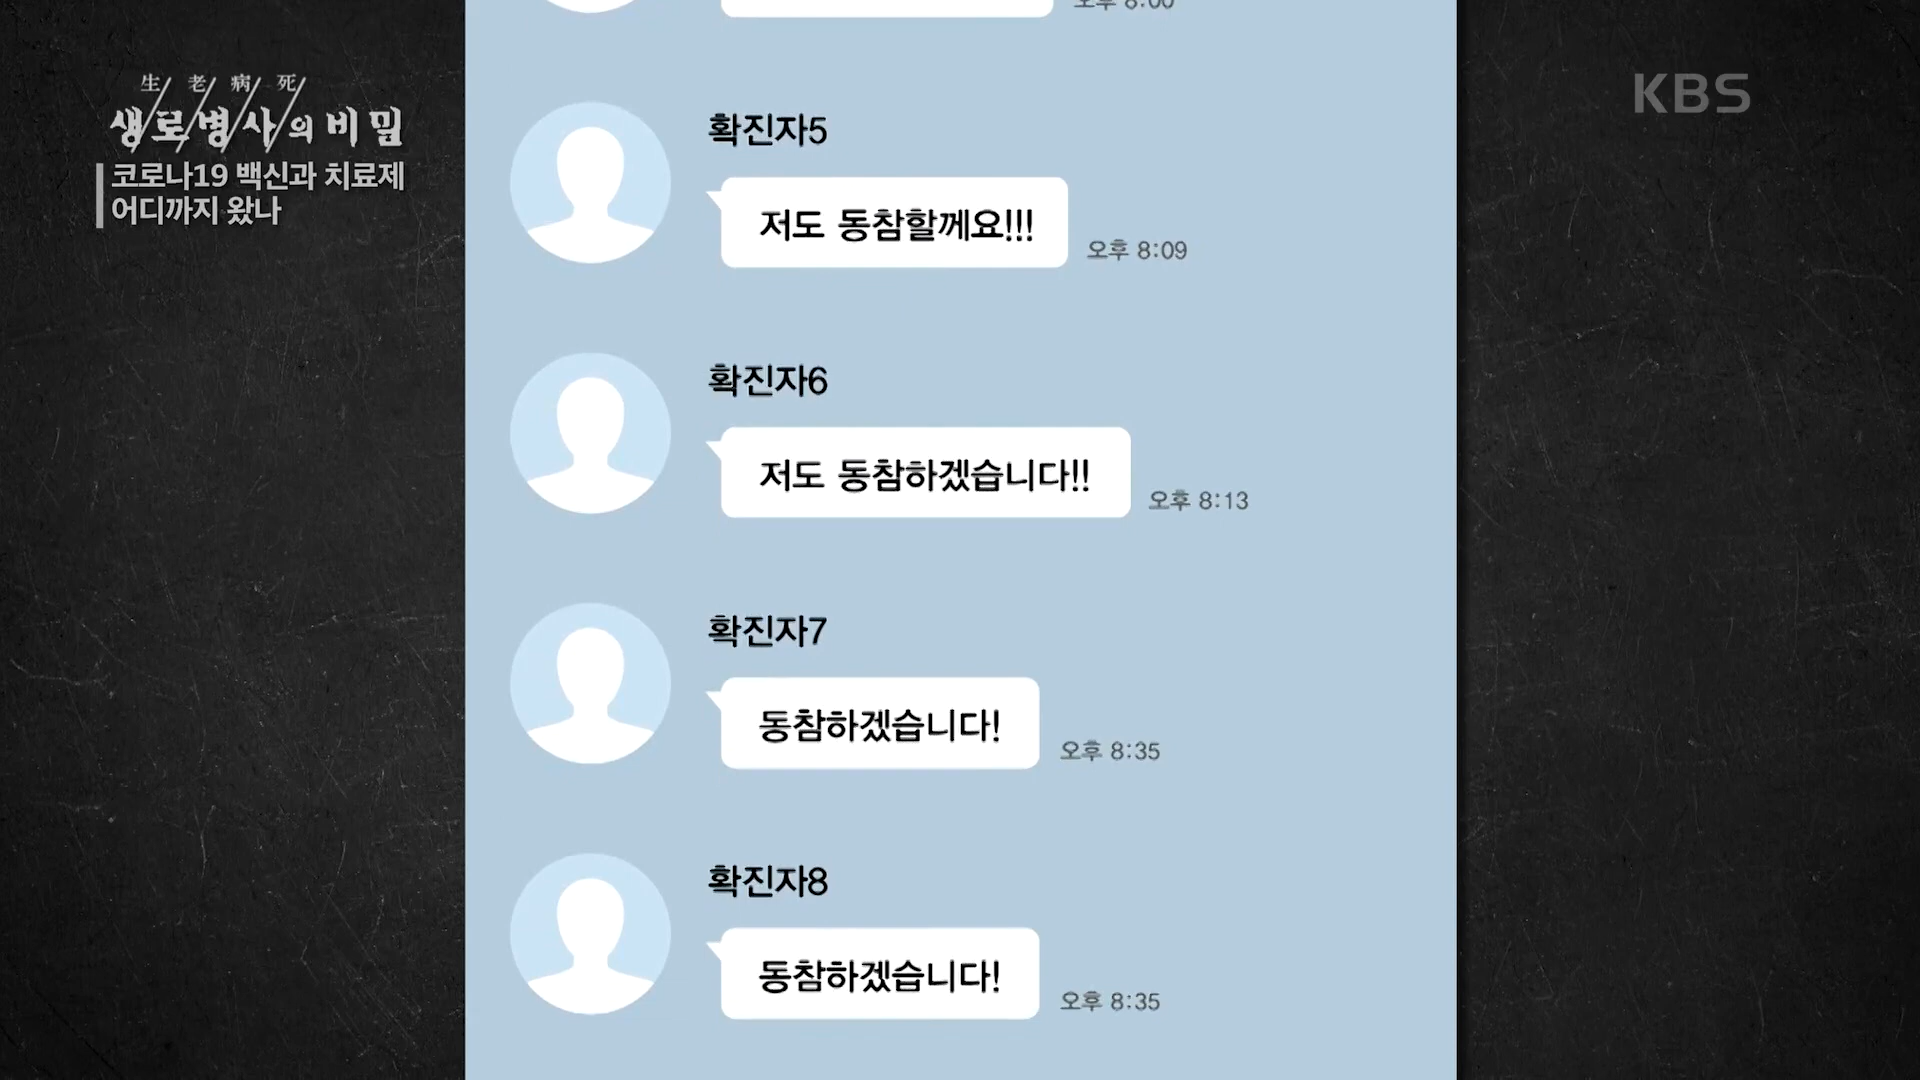 오후 8:00
生老病死
생로병사의 비밀
코로나19 백신과 치료제
어디까지 왔나
KBS
확진자5
저도 동참할께요!!!
오후 8:09
확진자6
저도 동참하겠습니다!!
오후 8:13
확진자7
동참하겠습니다!
오후 8:35
확진자8
동참하겠습니다!
오후 8:35